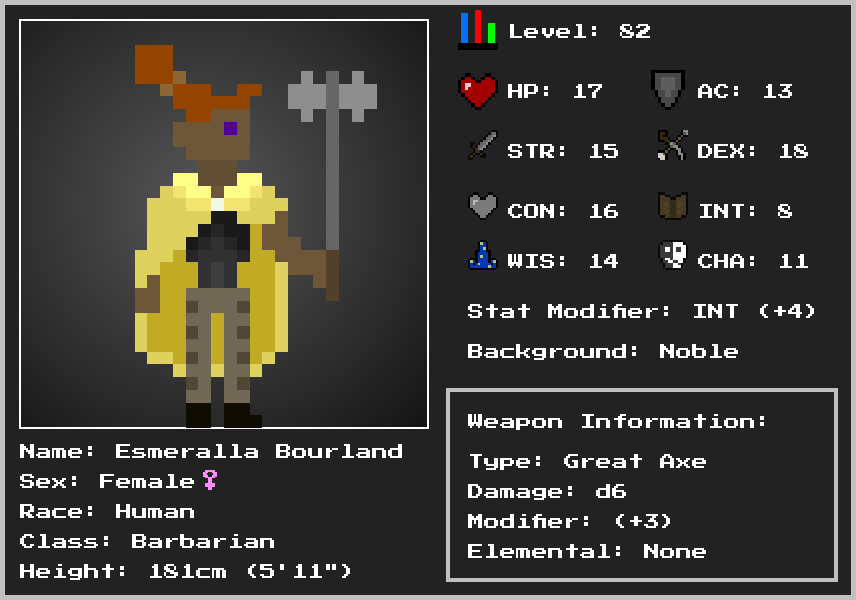 Level: 82
HP: 17 AC: 13
STR: 15 DEX: 18
CON: 16 INT: 8
WIS: 14 CHA: 11
Stat Modifier: INT (+4)
Background: Noble
Weapon Information:
Type: Great Axe
Damage: d6
Modifier: (+3)
Elemental: None
Name: Esmeralla Bourland
Sex: Female♀
Race: Human
Class: Barbarian
Height: 181cm (5'11")